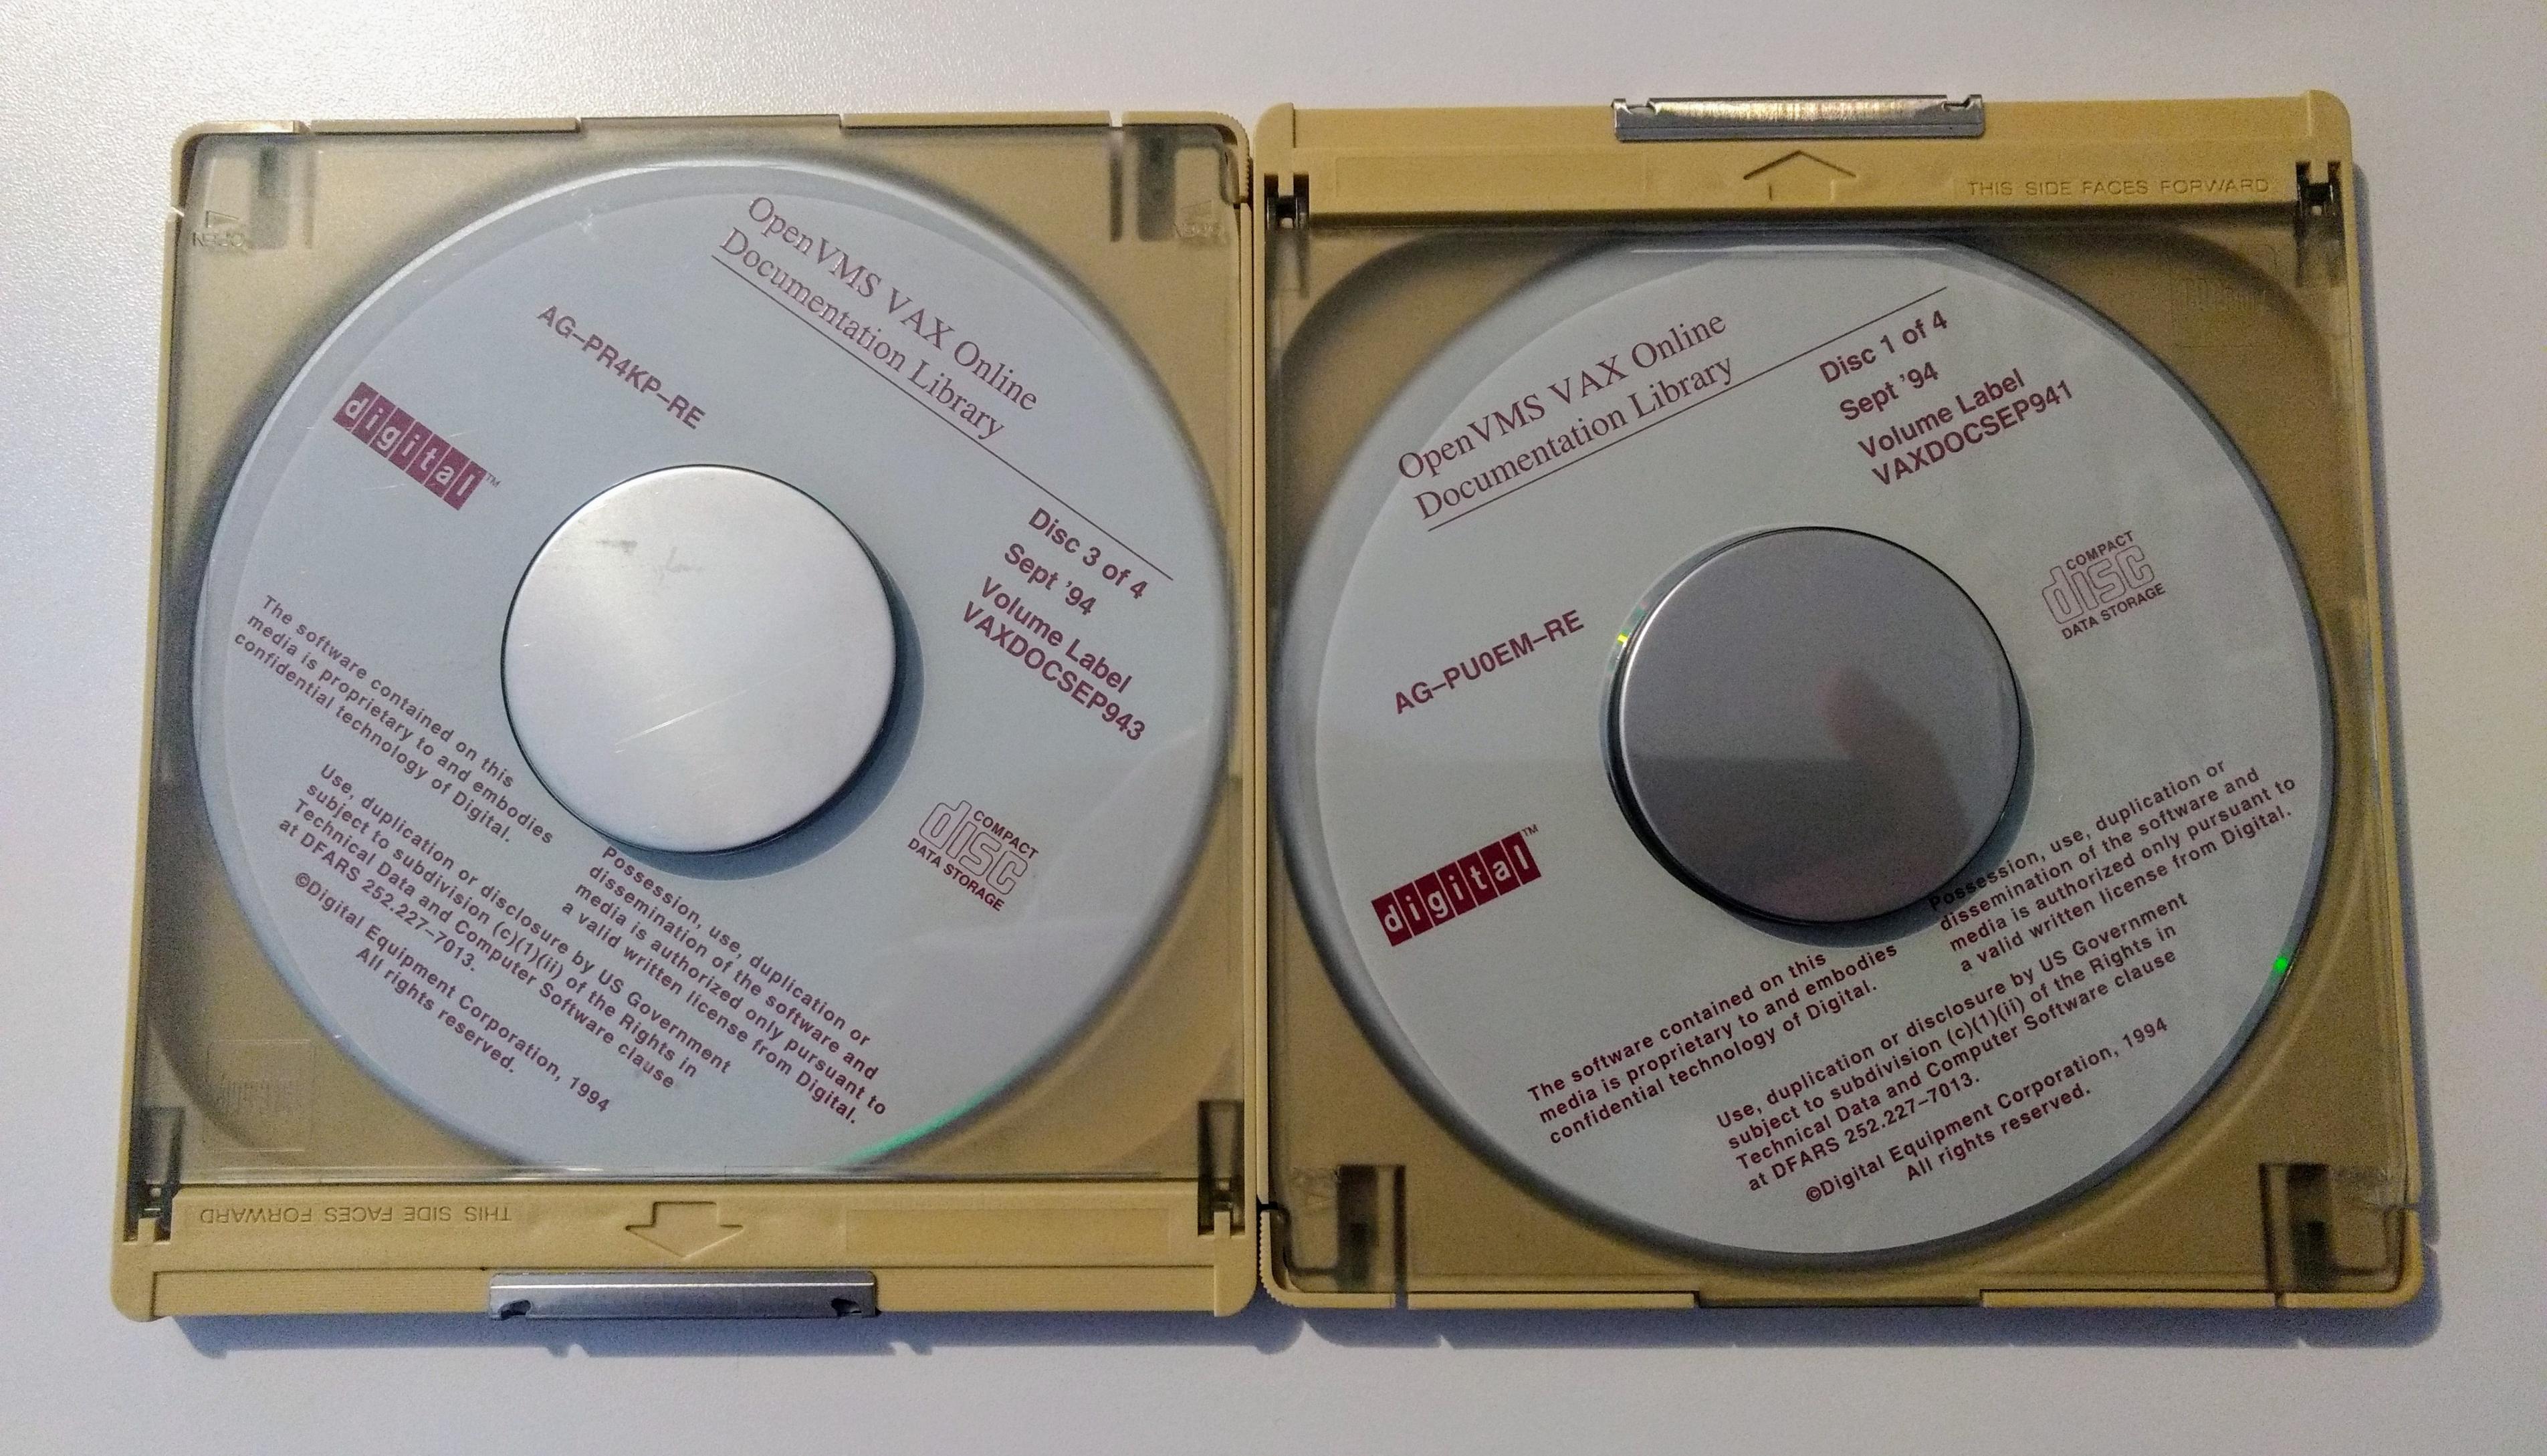 OpenVMS VAX Online
Documentation Library
AG–PR4KP–RE
digital™
Disc 3 of 4
Sept ’94
Volume Label
VAXDOCSEP943
COMPACT
disc
DATA STORAGE
The software contained on this
media is proprietary to and embodies
confidential technology of Digital.
Possession, use, duplication or
dissemination of the software and
media is authorized only pursuant to
a valid written license from Digital.
Use, duplication or disclosure by US Government
subject to subdivision (c)(1)(ii) of the Rights in
Technical Data and Computer Software clause
at DFARS 252.227–7013.
©Digital Equipment Corporation, 1994
All rights reserved.
THIS SIDE FACES FORWARD
OPEN
THIS SIDE FACES FORWARD
OpenVMS VAX Online
Documentation Library
Disc 1 of 4
Sept ’94
Volume Label
VAXDOCSEP941
COMPACT
disc
DATA STORAGE
AG–PU0EM–RE
digital™
The software contained on this
media is proprietary to and embodies
confidential technology of Digital.
Possession, use, duplication or
dissemination of the software and
media is authorized only pursuant to
a valid written license from Digital.
Use, duplication or disclosure by US Government
subject to subdivision (c)(1)(ii) of the Rights in
Technical Data and Computer Software clause
at DFARS 252.227–7013.
©Digital Equipment Corporation, 1994
All rights reserved.